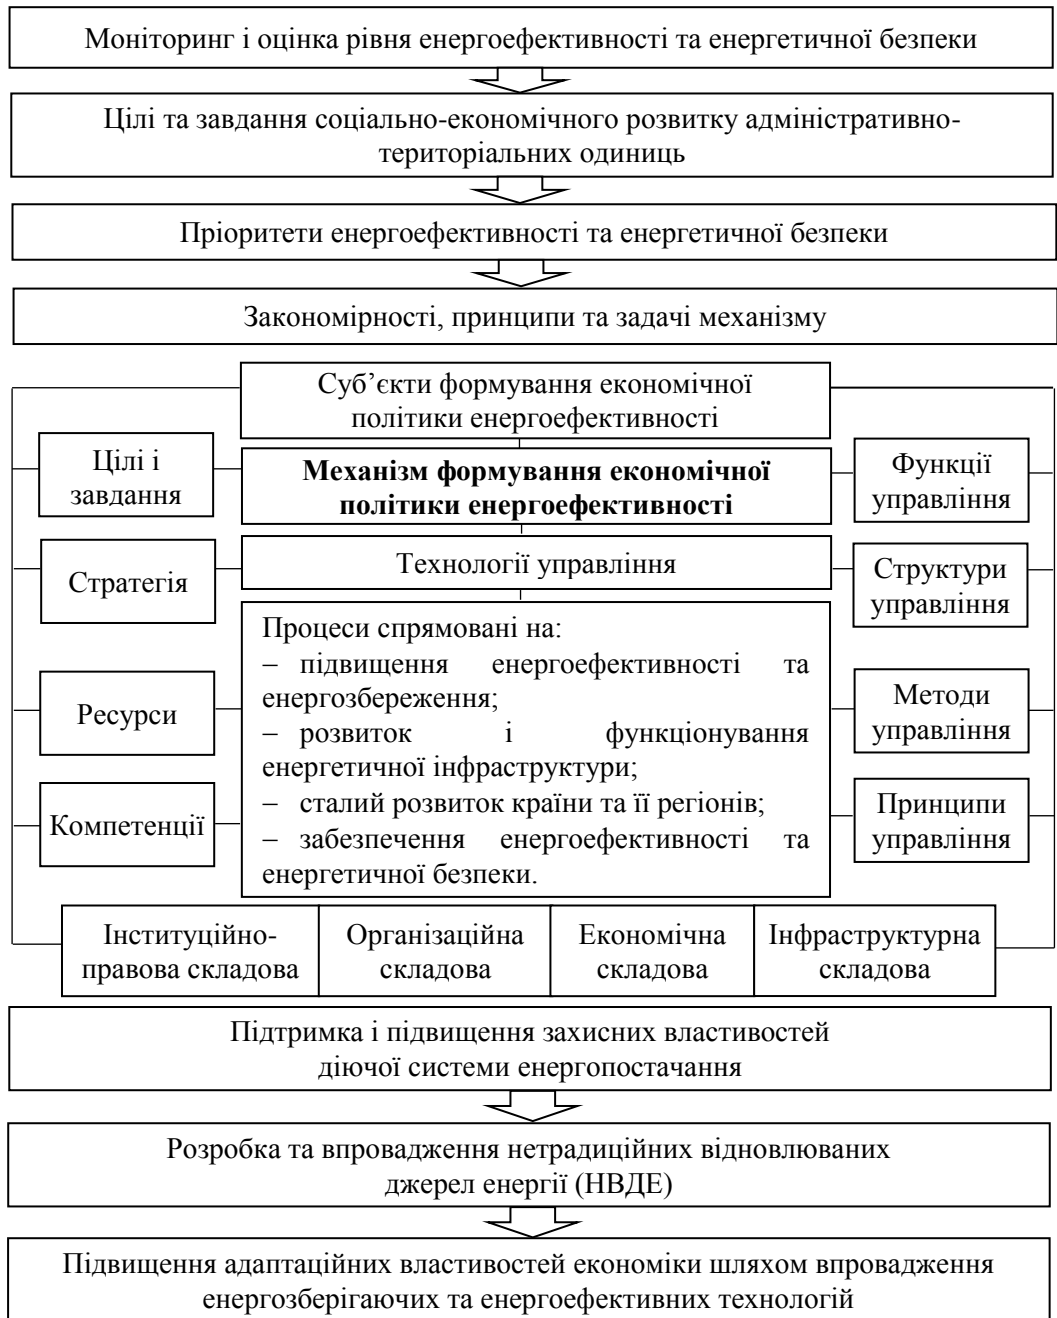 Моніторинг і оцінка рівня енергоефективності та енергетичної безпеки
Цілі та завдання соціально-економічного розвитку адміністративно-
територіальних одиниць
Пріоритети енергоефективності та енергетичної безпеки
Закономірності, принципи та задачі механізму
Суб’єкти формування економічної
політики енергоефективності
Цілі і
завдання
Механізм формування економічної
політики енергоефективності
Функції
управління
Стратегія
Технології управління
Структури
управління
Процеси спрямовані на:
– підвищення енергоефективності та
енергозбереження;
– розвиток і функціонування
енергетичної інфраструктури;
– сталий розвиток країни та її регіонів;
– забезпечення енергоефективності та
енергетичної безпеки.
Ресурси
Методи
управління
Компетенції
Принципи
управління
Інституційно-
правова складова
Організаційна
складова
Економічна
складова
Інфраструктурна
складова
Підтримка і підвищення захисних властивостей
діючої системи енергопостачання
Розробка та впровадження нетрадиційних відновлюваних
джерел енергії (НВДЕ)
Підвищення адаптаційних властивостей економіки шляхом впровадження
енергозберігаючих та енергоефективних технологій